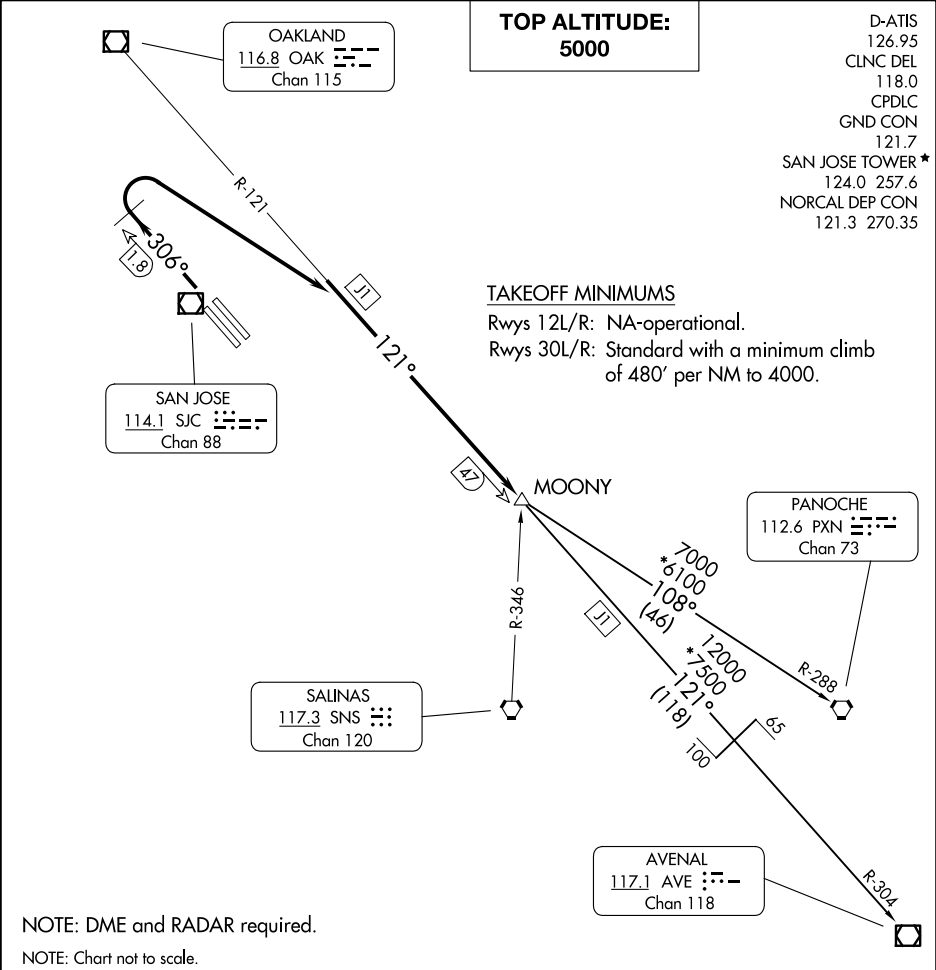 TOP ALTITUDE:
5000
D-ATIS
126.95
CLNC DEL
118.0
CPDLC
GND CON
121.7
SAN JOSE TOWER★
124.0 257.6
NORCAL DEP CON
121.3 270.35
OAKLAND
116.8 OAK
Chan 115
R-121
306°
1.8
J1
121°
TAKEOFF MINIMUMS
Rwys 12L/R: NA-operational.
Rwys 30L/R: Standard with a minimum climb
of 480' per NM to 4000.
SAN JOSE
114.1 SJC
Chan 88
47
MOONY
PANOCHE
112.6 PXN
Chan 73
7000
*6100
108°
(46)
R-346
J1
12000
*7500
121°
(118)
R-288
SALINAS
117.3 SNS
Chan 120
65
100
AVENAL
117.1 AVE
Chan 118
R-304
NOTE: DME and RADAR required.
NOTE: Chart not to scale.